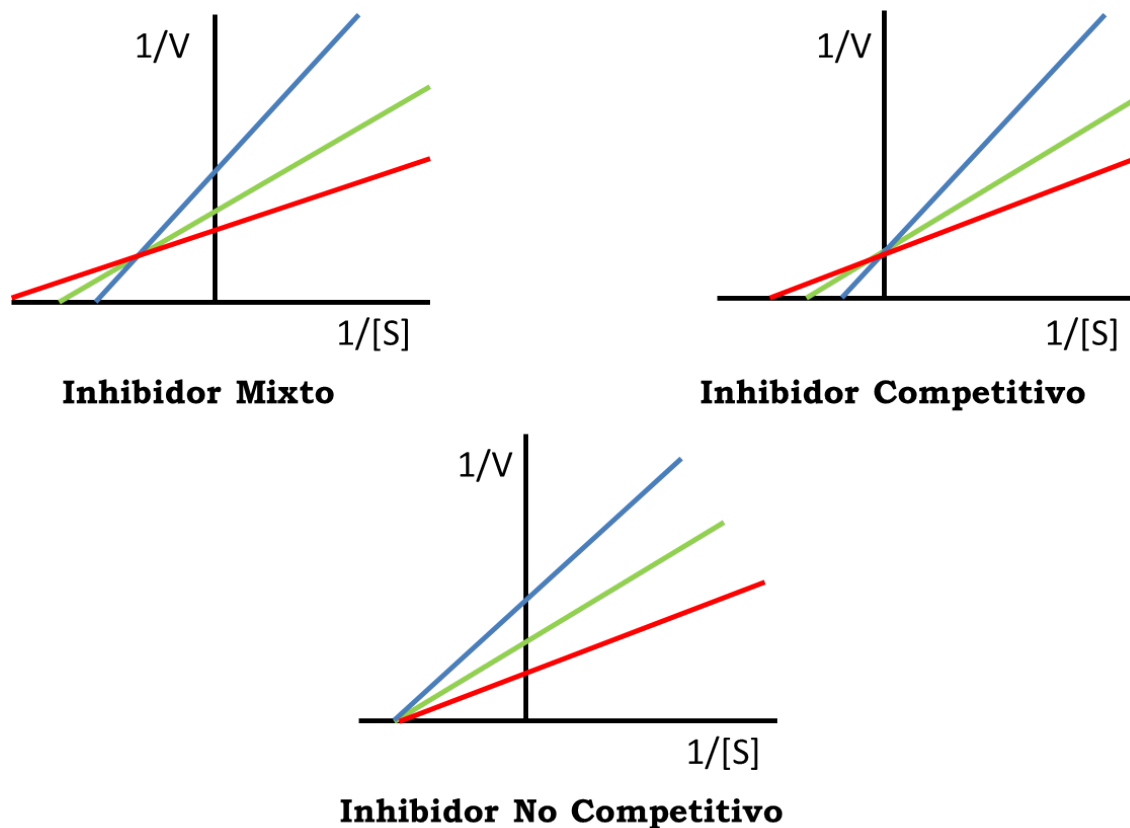 1/V
1/[S]
Inhibidor Mixto
1/V
1/[S]
Inhibidor Competitivo
1/V
1/[S]
Inhibidor No Competitivo